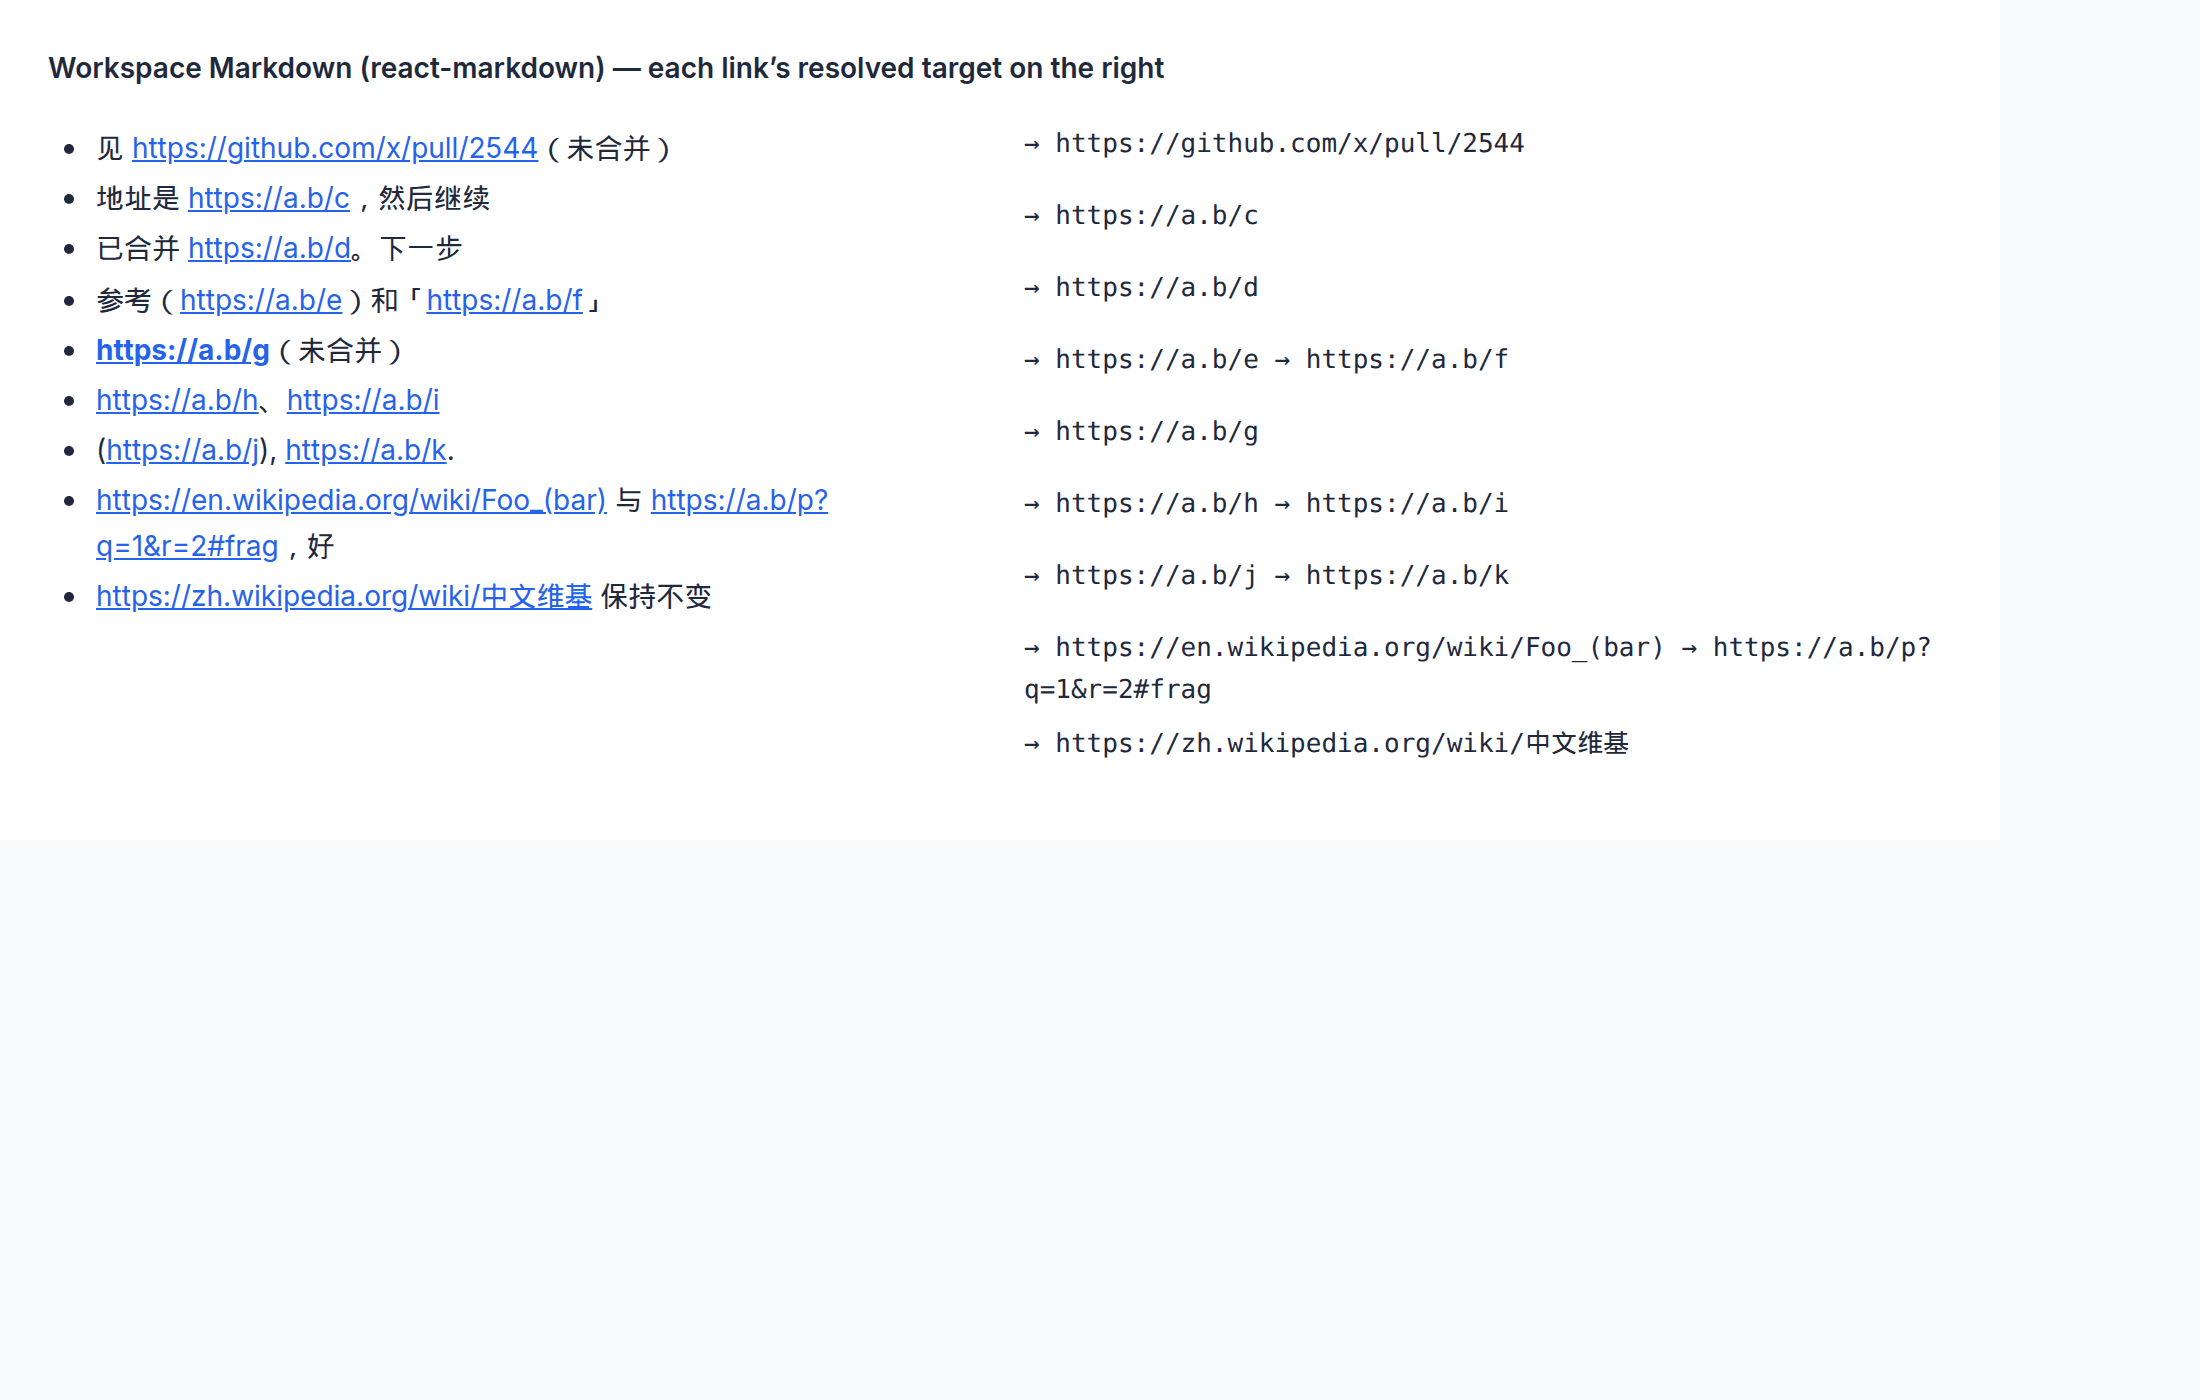 Workspace Markdown (react-markdown) — each link’s resolved target on the right
• 见 https://github.com/x/pull/2544（未合并）
• 地址是 https://a.b/c，然后继续
• 已合并 https://a.b/d。下一步
• 参考（https://a.b/e）和「https://a.b/f」
• https://a.b/g（未合并）
• https://a.b/h、https://a.b/i
• (https://a.b/j), https://a.b/k.
• https://en.wikipedia.org/wiki/Foo_(bar) 与 https://a.b/p?
q=1&r=2#frag，好
• https://zh.wikipedia.org/wiki/中文维基 保持不变
→ https://github.com/x/pull/2544
→ https://a.b/c
→ https://a.b/d
→ https://a.b/e → https://a.b/f
→ https://a.b/g
→ https://a.b/h → https://a.b/i
→ https://a.b/j → https://a.b/k
→ https://en.wikipedia.org/wiki/Foo_(bar) → https://a.b/p?
q=1&r=2#frag
→ https://zh.wikipedia.org/wiki/中文维基